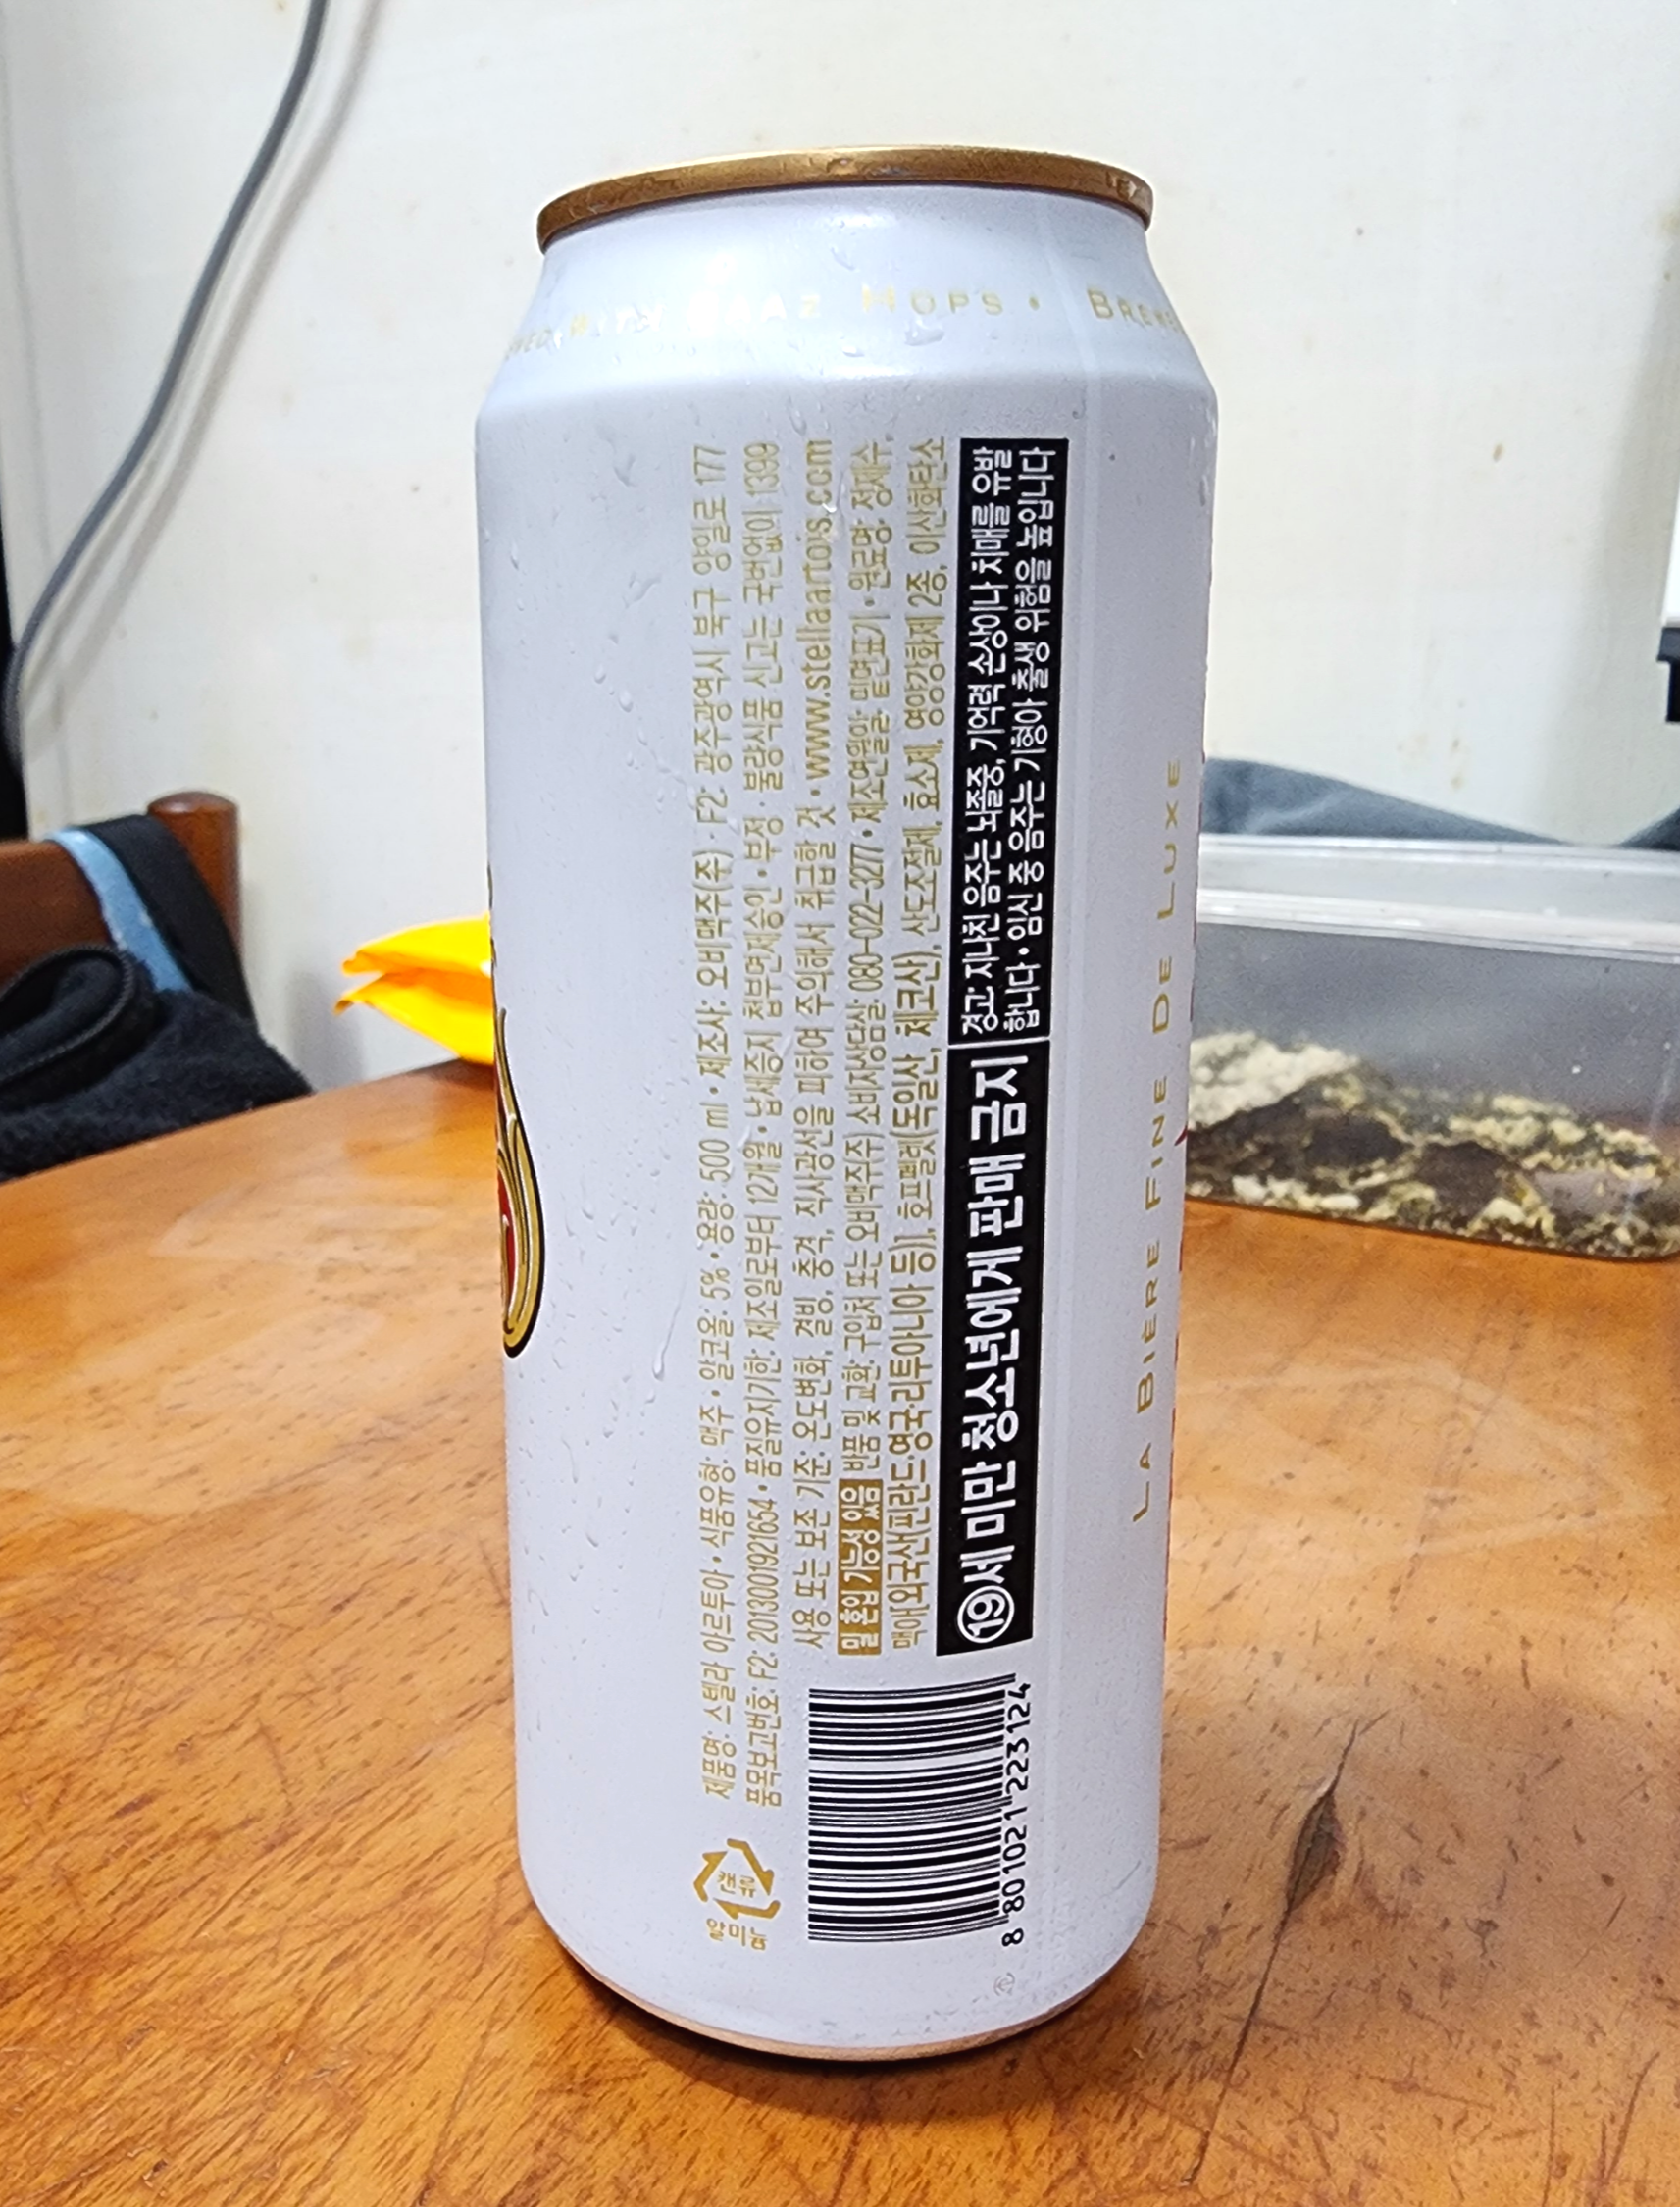 WITH SAAZ HOPS • BREWE
제품명: 스텔라 아르투아 • 식품유형: 맥주 • 알코올: 5% • 용량: 500 ml • 제조사: 오비맥주(주) · F2: 광주광역시 북구 양일로 177
품목보고번호: F2: 2013001921654 • 품질유지기한: 제조일로부터 12개월 • 납세증지 첩부면제승인 • 부정·불량식품 신고는 국번없이 1399
사용 또는 보존 기준: 온도변화, 결빙, 충격, 직사광선을 피하여 주의해서 취급할 것 • www.stellaartois.com
밀 혼입 가능성 있음 반품 및 교환: 구입처 또는 오비맥주(주) 소비자상담실: 080-022-3277 • 제조연월일: 밑면표기 • 원료명: 정제수,
맥아[외국산(핀란드·영국·리투아니아 등)], 호프펠렛(독일산, 체코산), 산도조절제, 효소제, 영양강화제 2종, 이산화탄소
19세 미만 청소년에게 판매 금지
경고: 지나친 음주는 뇌졸중, 기억력 손상이나 치매를 유발
합니다 • 임신 중 음주는 기형아 출생 위험을 높입니다
LA BIÈRE FINE DE LUXE
캔류
알미늄
8 801021 223124